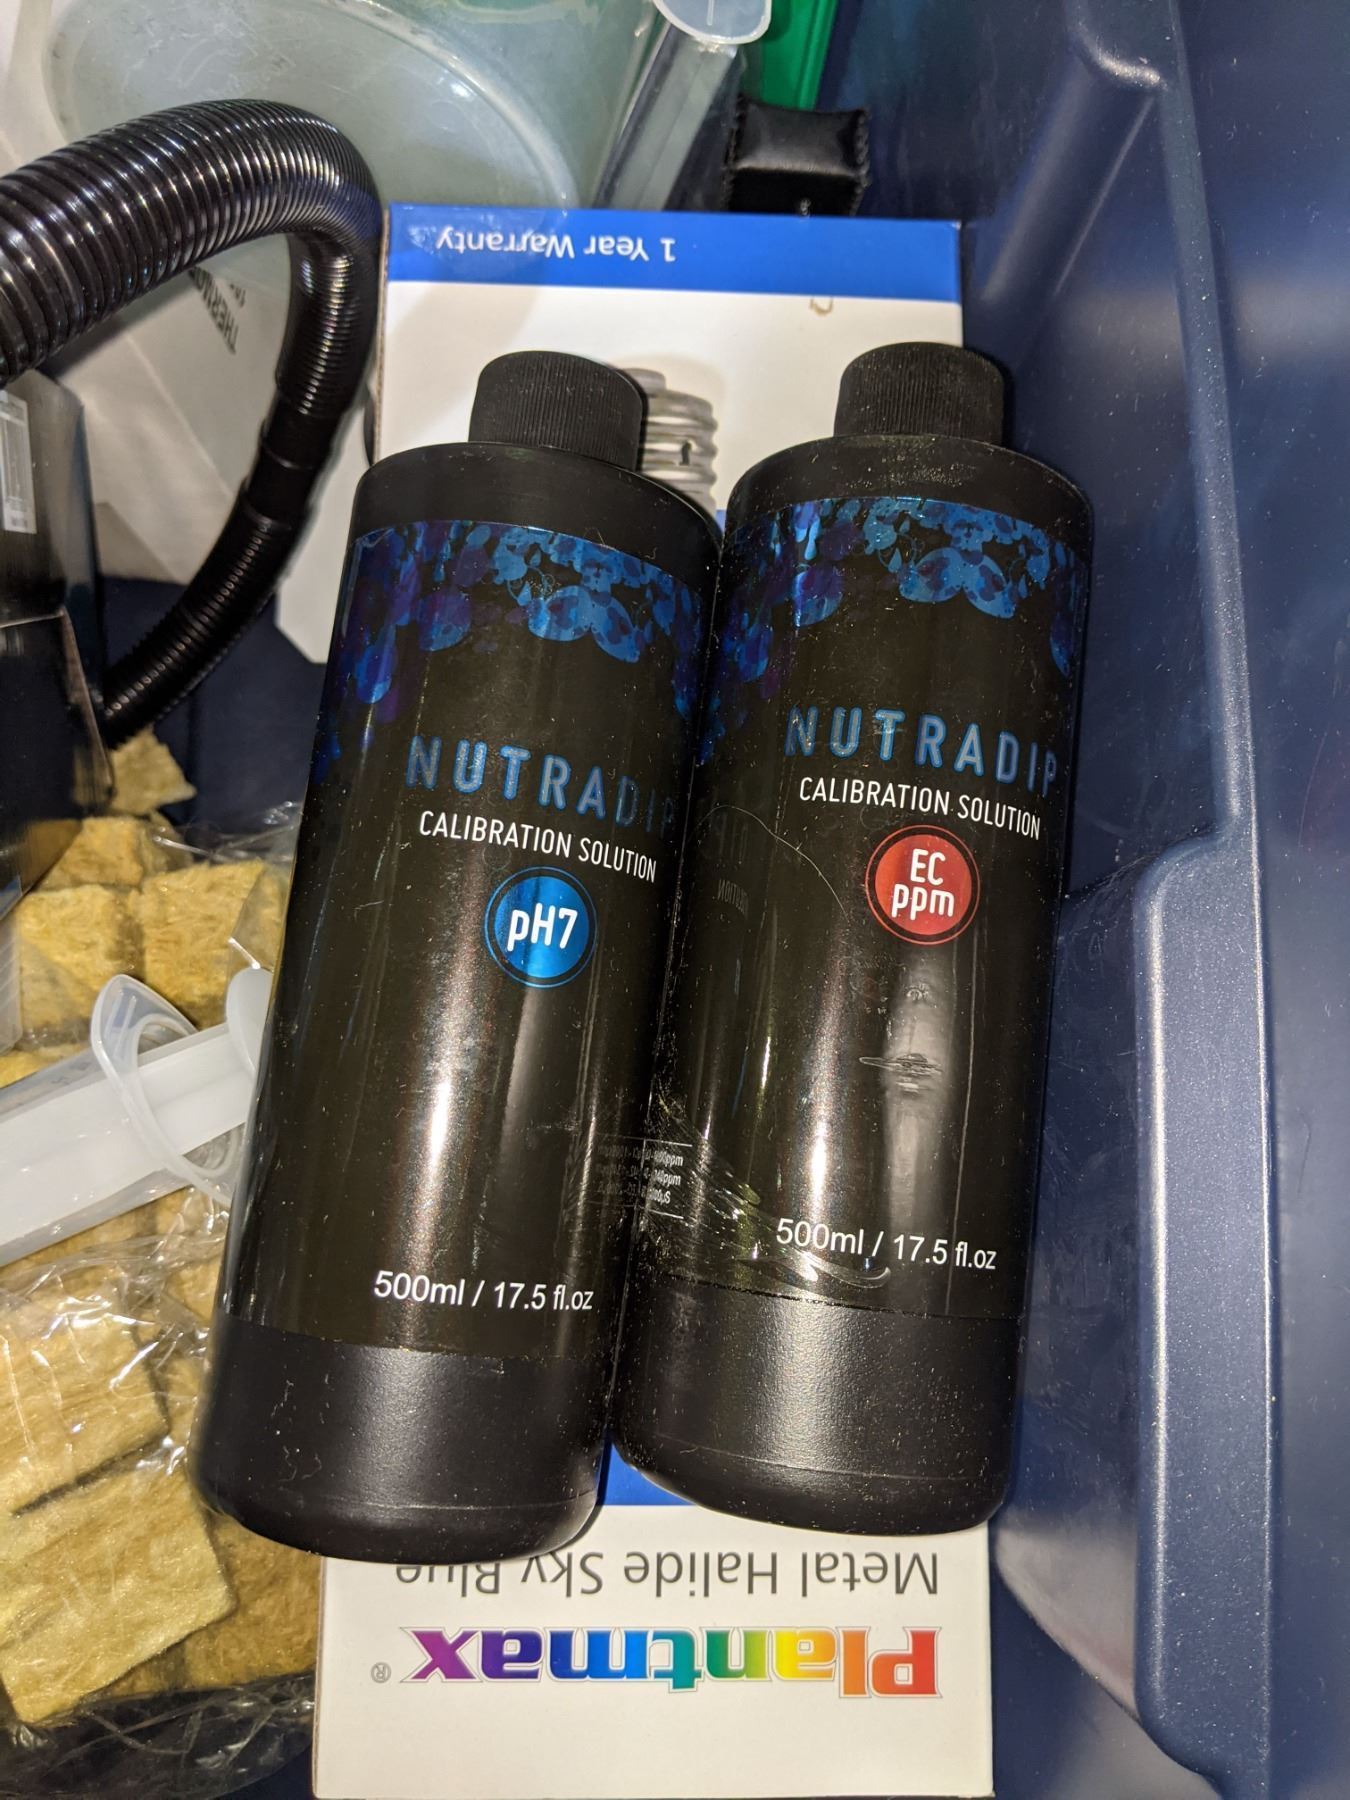 1 Year Warranty
NUTRADIP
CALIBRATION SOLUTION
pH7
500ml / 17.5 fl.oz
NUTRADIP
CALIBRATION SOLUTION
EC
ppm
500ml / 17.5 fl.oz
Metal Halide Sky Blue
Plantmax®